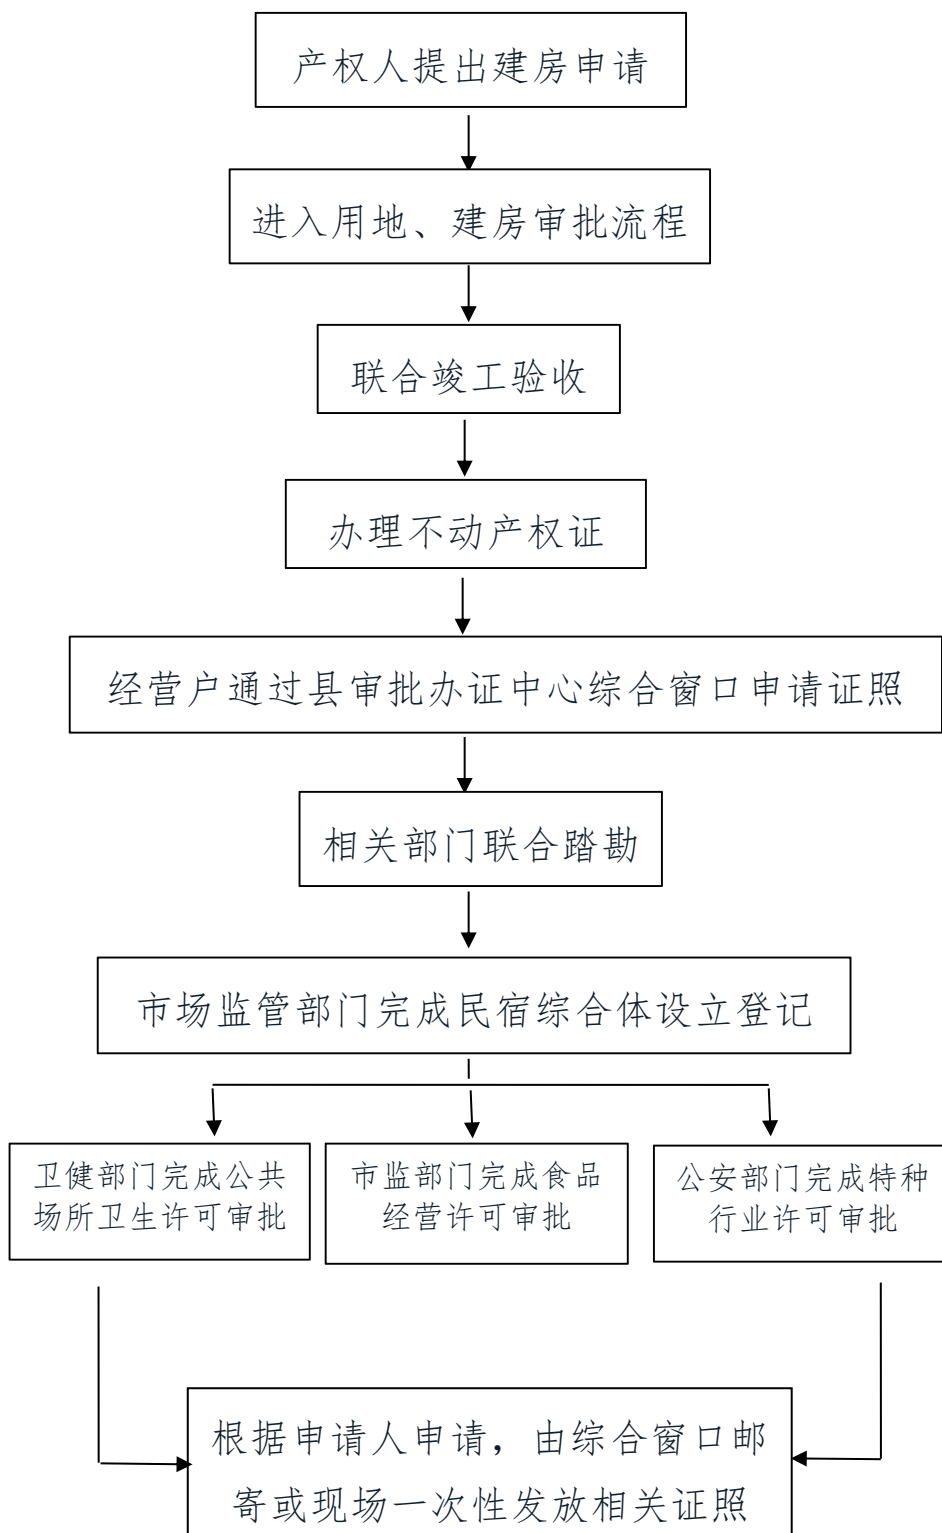 产权人提出建房申请
进入用地、建房审批流程
联合竣工验收
办理不动产权证
经营户通过县审批办证中心综合窗口申请证照
相关部门联合踏勘
市场监管部门完成民宿综合体设立登记
卫健部门完成公共
场所卫生许可审批
市监部门完成食品
经营许可审批
公安部门完成特种
行业许可审批
根据申请人申请，由综合窗口邮
寄或现场一次性发放相关证照